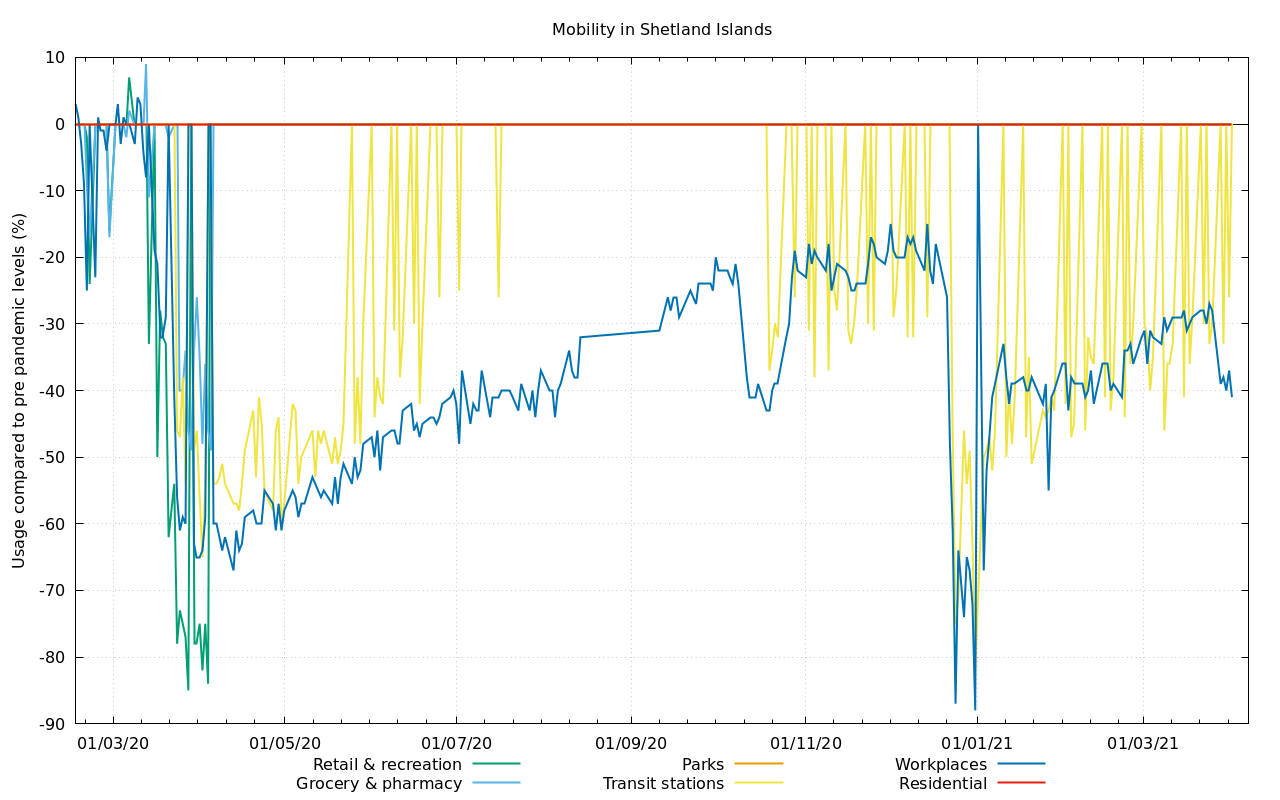 Mobility in Shetland Islands
Usage compared to pre pandemic levels (%)
10
0
-10
-20
-30
-40
-50
-60
-70
-80
-90
01/03/20 01/05/20 01/07/20 01/09/20 01/11/20 01/01/21 01/03/21
Retail & recreation Parks Workplaces
Grocery & pharmacy Transit stations Residential